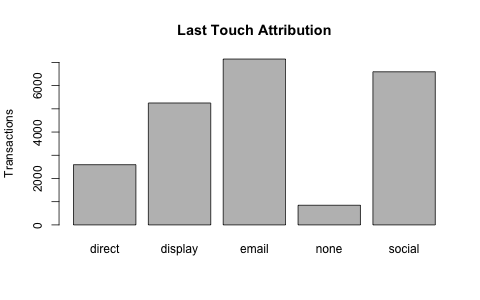 Last Touch Attribution
Transactions
6000
4000
2000
0
direct display email none social